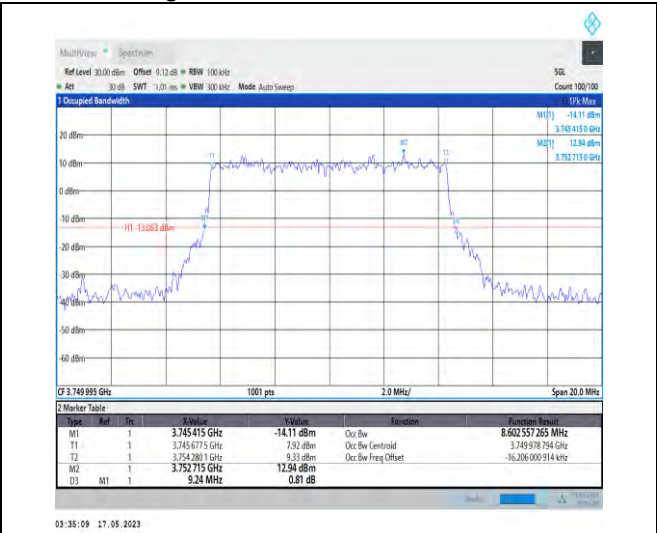 MultiView Spectrum
Ref Level 30.00 dBm Offset 9.12 dB RBW 100 kHz SGL
Att 30 dB SWT 1.01 ms VBW 300 kHz Mode Auto Sweep Count 100/100
1 Occupied Bandwidth 1Pk Max
M1[1] -14.11 dBm
3.745 415 0 GHz
20 dBm
M2[1] 12.94 dBm
3.752 715 0 GHz
M2
T1 T2
10 dBm
0 dBm
-10 dBm
H1 -13.063 dBm
-20 dBm
-30 dBm
-40 dBm
-50 dBm
-60 dBm
CF 3.749 995 GHz 1001 pts 2.0 MHz/ Span 20.0 MHz
2 Marker Table
Type Ref Trc X-Value Y-Value Function Function Result
M1 1 3.745 415 GHz -14.11 dBm Occ Bw 8.602 557 265 MHz
T1 1 3.745 677 5 GHz 7.92 dBm Occ Bw Centroid 3.749 978 794 GHz
T2 1 3.754 280 1 GHz 9.33 dBm Occ Bw Freq Offset -16.206 000 914 kHz
M2 1 3.752 715 GHz 12.94 dBm
D3 M1 1 9.24 MHz 0.81 dB
03:35:09 17.05.2023